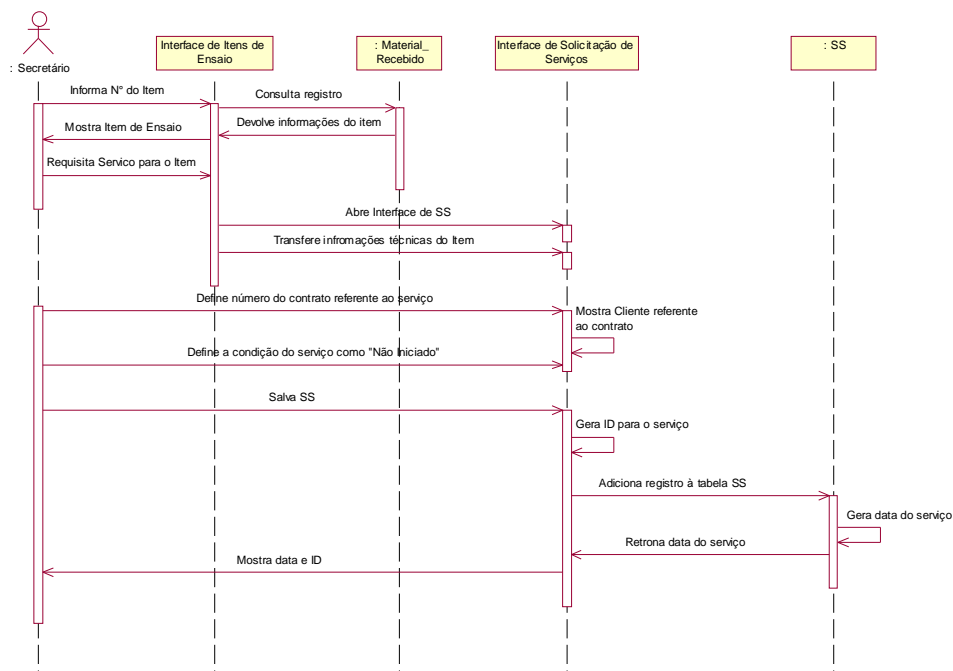 : Secretário
Interface de Itens de
Ensaio
: Material_
Recebido
Interface de Solicitação de
Serviços
: SS
Informa N° do Item
Consulta registro
Devolve informações do item
Mostra Item de Ensaio
Requisita Servico para o Item
Abre Interface de SS
Transfere infromações técnicas do Item
Define número do contrato referente ao serviço
Mostra Cliente referente
ao contrato
Define a condição do serviço como "Não Iniciado"
Salva SS
Gera ID para o serviço
Adiciona registro à tabela SS
Gera data do serviço
Retrona data do serviço
Mostra data e ID